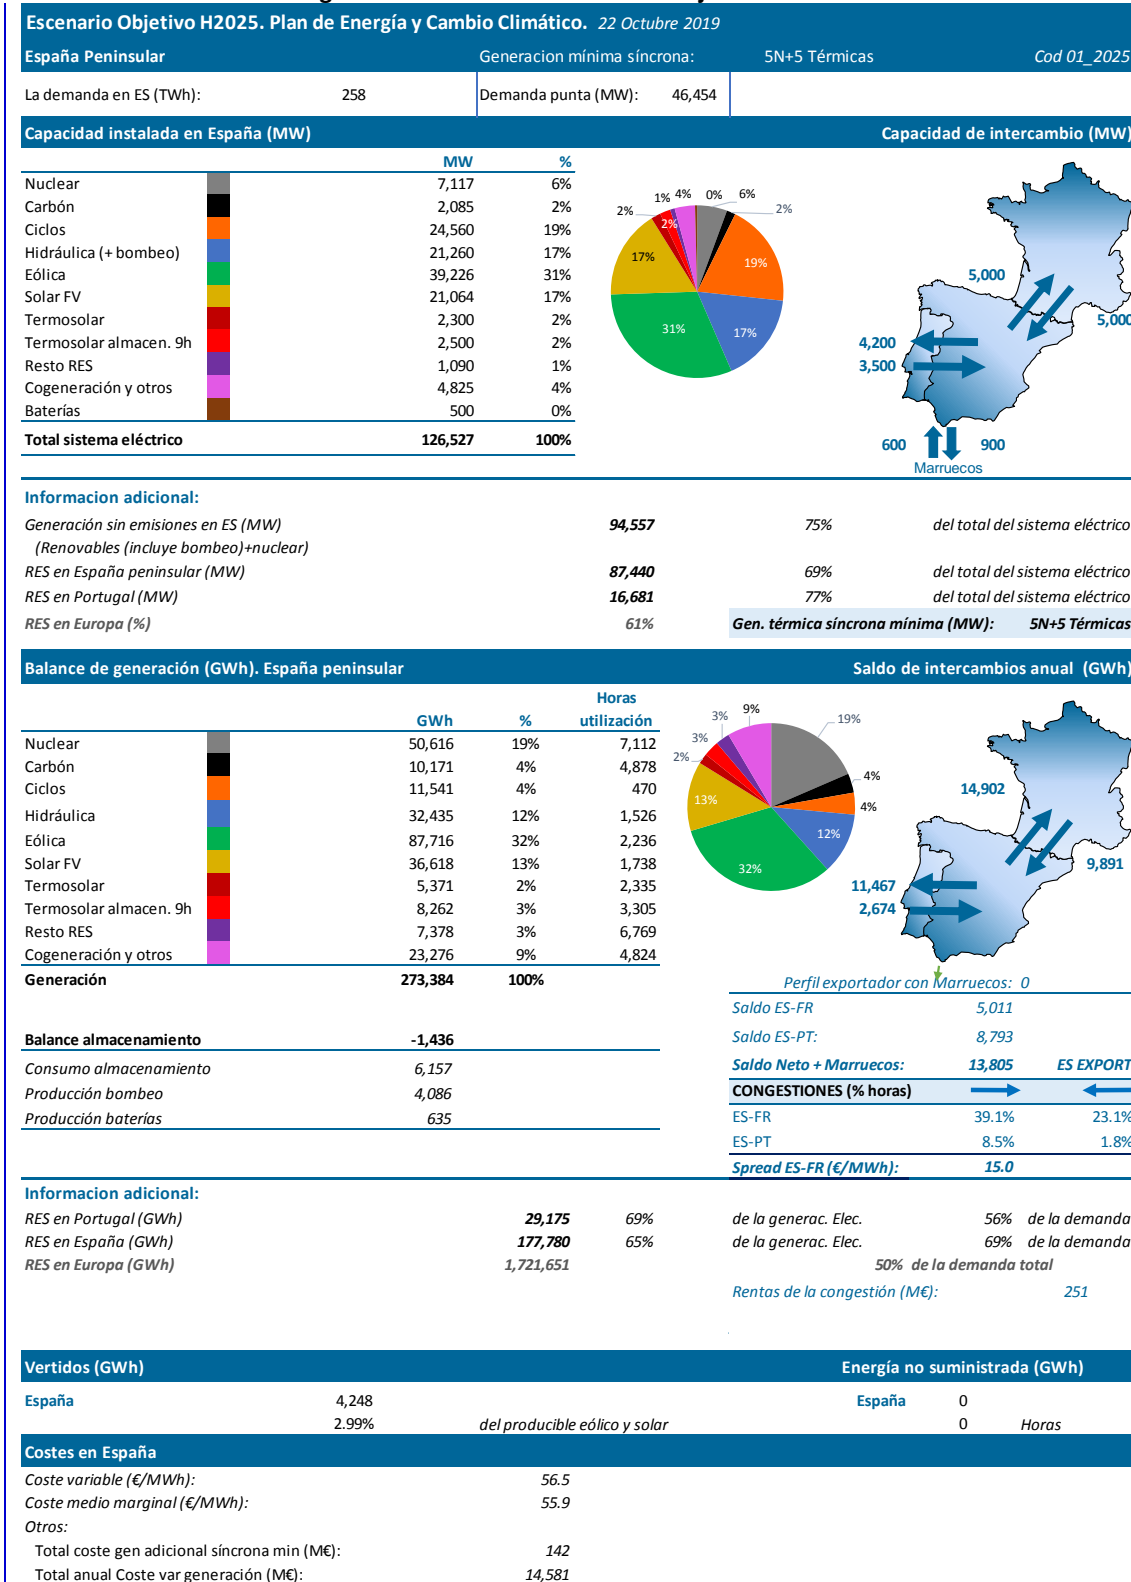 Escenario Objetivo H2025. Plan de Energía y Cambio Climático. 22 Octubre 2019
España Peninsular Generacion mínima síncrona: 5N+5 Térmicas Cod 01_2025
La demanda en ES (TWh): 258 Demanda punta (MW): 46,454
Capacidad instalada en España (MW) Capacidad de intercambio (MW)
MW %
Nuclear 7,117 6%
Carbón 2,085 2%
Ciclos 24,560 19%
Hidráulica (+ bombeo) 21,260 17%
Eólica 39,226 31%
Solar FV 21,064 17%
Termosolar 2,300 2%
Termosolar almacen. 9h 2,500 2%
Resto RES 1,090 1%
Cogeneración y otros 4,825 4%
Baterías 500 0%
Total sistema eléctrico 126,527 100%
2% 1% 4% 0% 6% 2%
2%
17% 19%
31% 17%
5,000
5,000
4,200
3,500
600 900
Marruecos
Informacion adicional:
Generación sin emisiones en ES (MW) 94,557 75% del total del sistema eléctrico
(Renovables (incluye bombeo)+nuclear)
RES en España peninsular (MW) 87,440 69% del total del sistema eléctrico
RES en Portugal (MW) 16,681 77% del total del sistema eléctrico
RES en Europa (%) 61% Gen. térmica síncrona mínima (MW): 5N+5 Térmicas
Balance de generación (GWh). España peninsular Saldo de intercambios anual (GWh)
Horas
GWh % utilización
Nuclear 50,616 19% 7,112
Carbón 10,171 4% 4,878
Ciclos 11,541 4% 470
Hidráulica 32,435 12% 1,526
Eólica 87,716 32% 2,236
Solar FV 36,618 13% 1,738
Termosolar 5,371 2% 2,335
Termosolar almacen. 9h 8,262 3% 3,305
Resto RES 7,378 3% 6,769
Cogeneración y otros 23,276 9% 4,824
Generación 273,384 100%
3% 9% 19%
3%
2%
4%
13% 4%
12%
32%
14,902
9,891
11,467
2,674
Perfil exportador con Marruecos: 0
Saldo ES-FR 5,011
Saldo ES-PT: 8,793
Saldo Neto + Marruecos: 13,805 ES EXPORT
CONGESTIONES (% horas)
ES-FR 39.1% 23.1%
ES-PT 8.5% 1.8%
Spread ES-FR (€/MWh): 15.0
Balance almacenamiento -1,436
Consumo almacenamiento 6,157
Producción bombeo 4,086
Producción baterías 635
Informacion adicional:
RES en Portugal (GWh) 29,175 69% de la generac. Elec. 56% de la demanda
RES en España (GWh) 177,780 65% de la generac. Elec. 69% de la demanda
RES en Europa (GWh) 1,721,651 50% de la demanda total
Rentas de la congestión (M€): 251
Vertidos (GWh) Energía no suministrada (GWh)
España 4,248 España 0
2.99% del producible eólico y solar 0 Horas
Costes en España
Coste variable (€/MWh): 56.5
Coste medio marginal (€/MWh): 55.9
Otros:
Total coste gen adicional síncrona min (M€): 142
Total anual Coste var generación (M€): 14,581